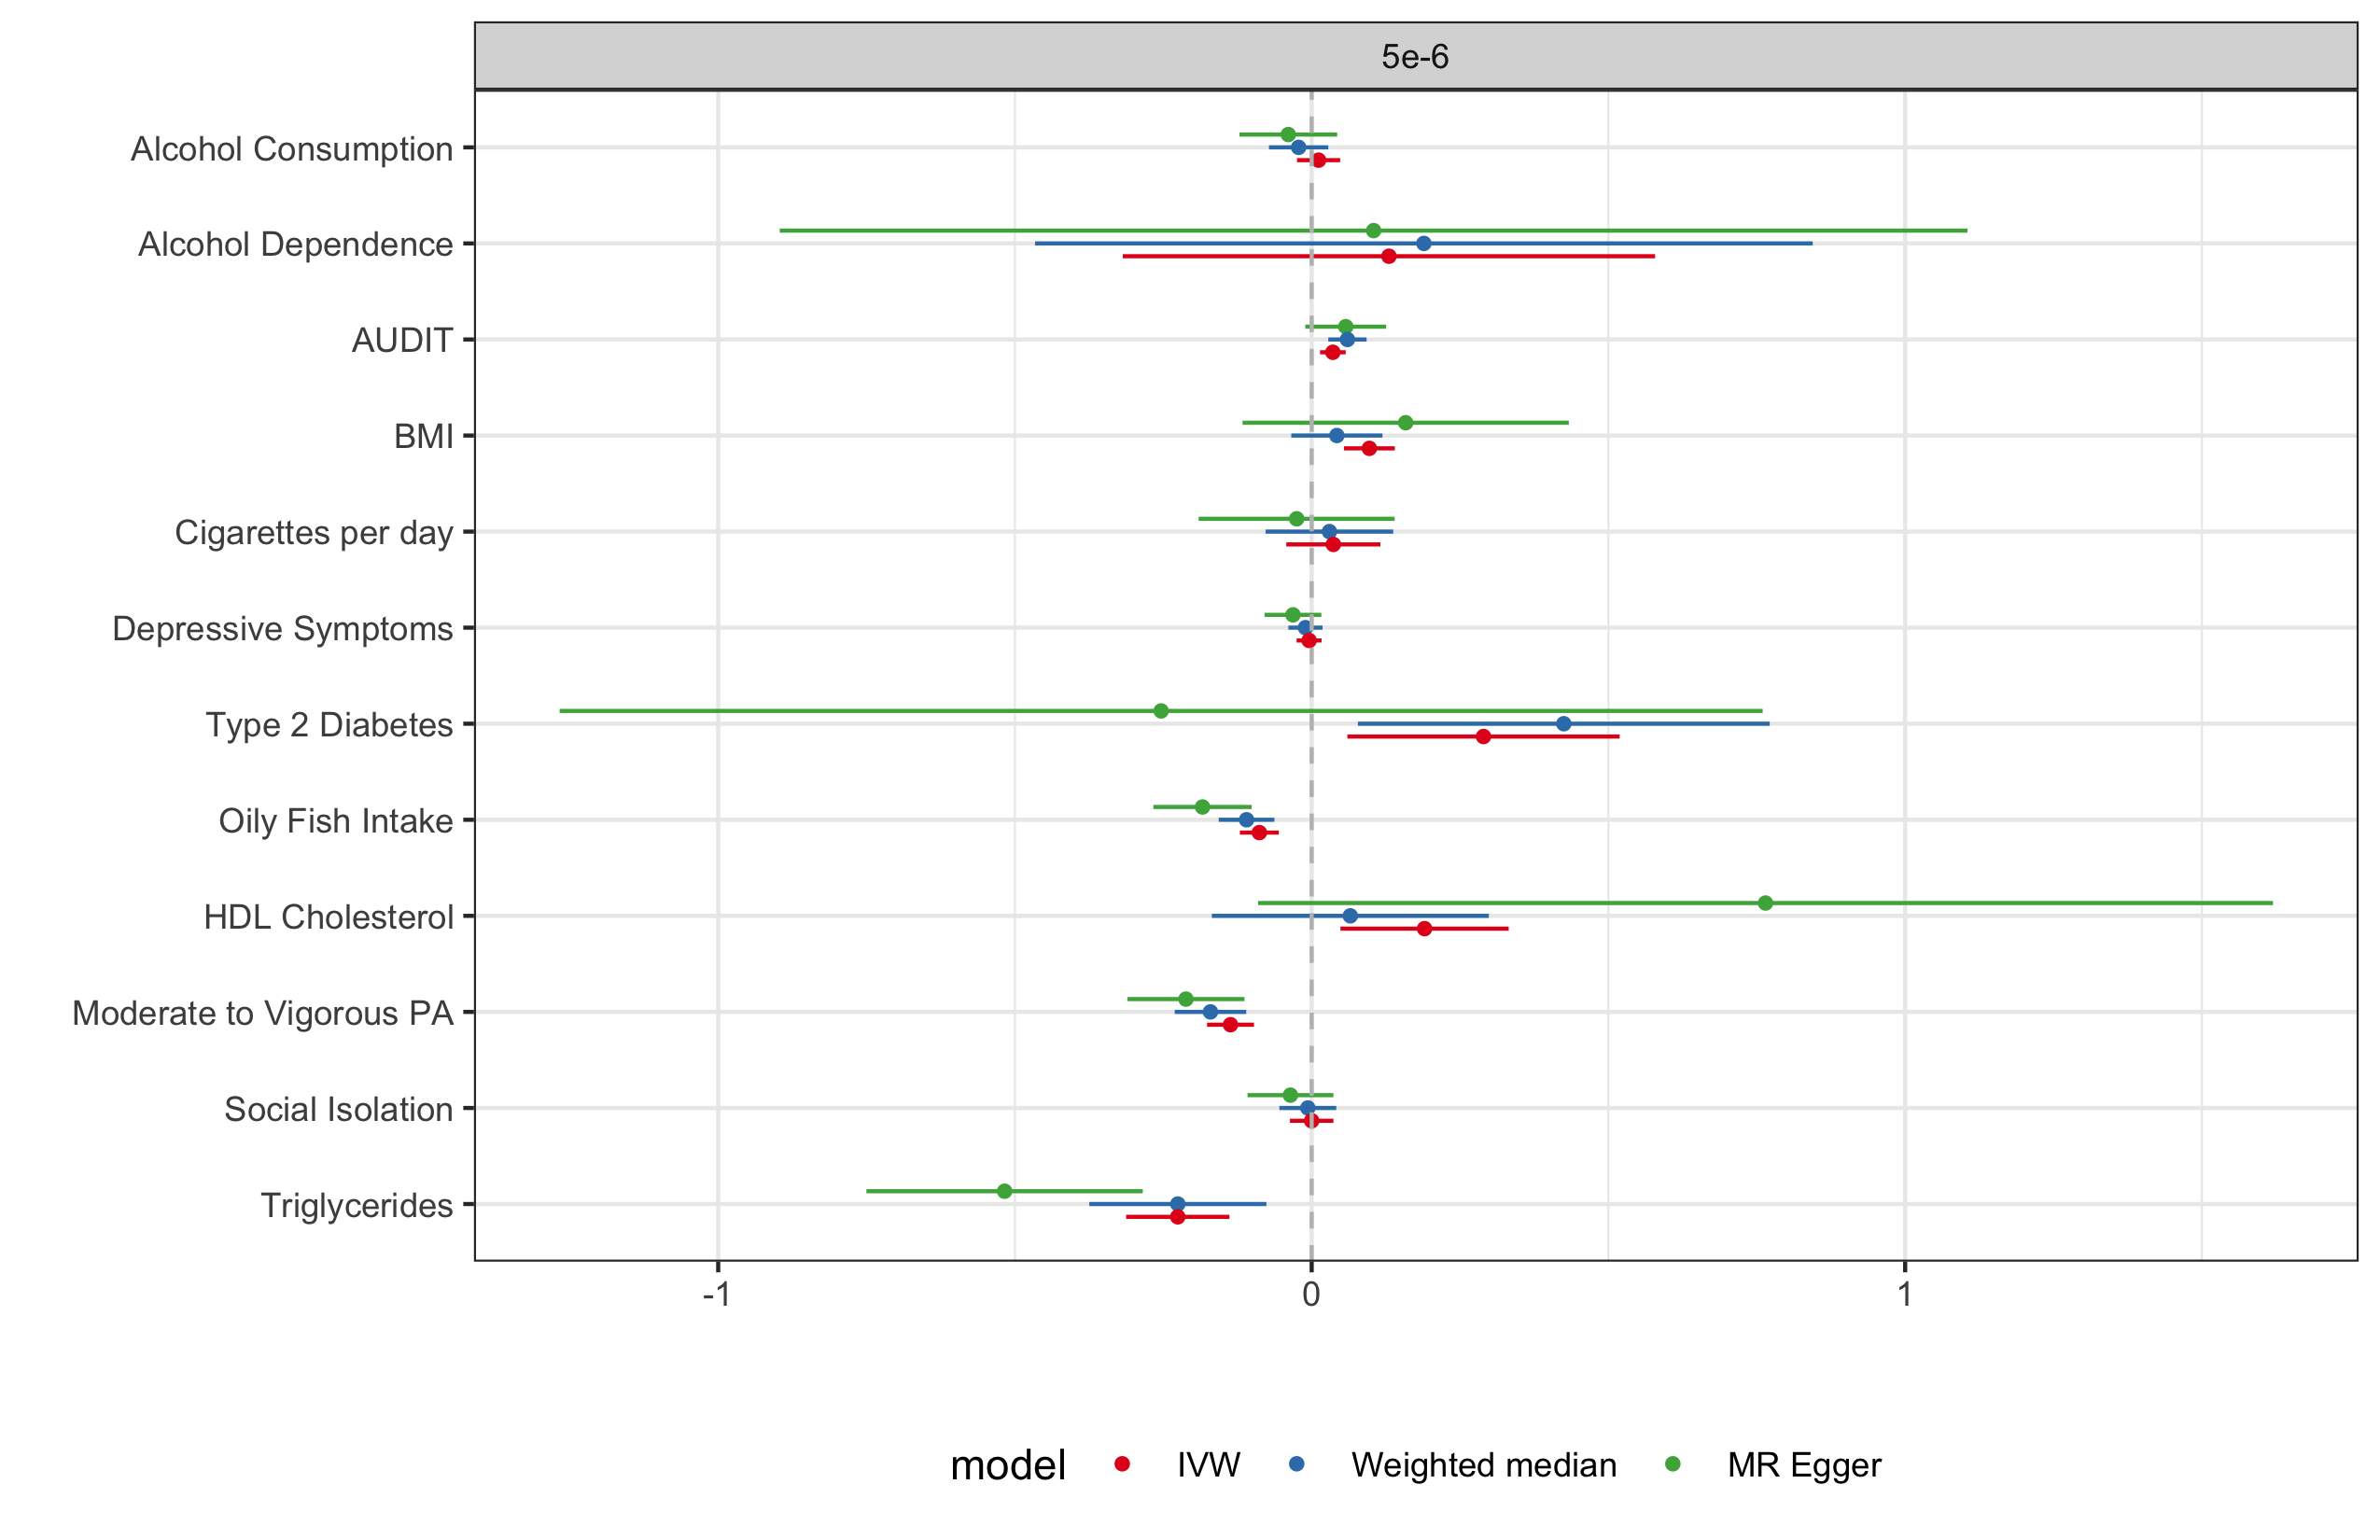 5e-6
Alcohol Consumption
Alcohol Dependence
AUDIT
BMI
Cigarettes per day
Depressive Symptoms
Type 2 Diabetes
Oily Fish Intake
HDL Cholesterol
Moderate to Vigorous PA
Social Isolation
Triglycerides
-1 0 1
model IVW Weighted median MR Egger